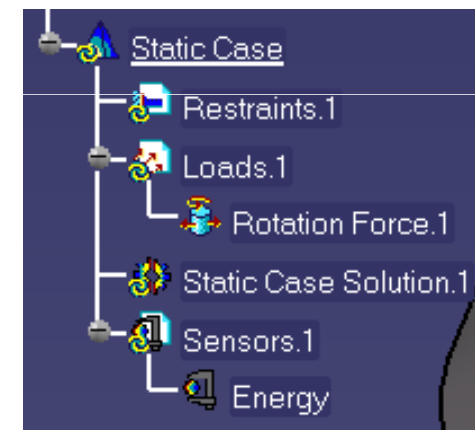 Static Case
Restraints.1
Loads.1
Rotation Force.1
Static Case Solution.1
Sensors.1
Energy